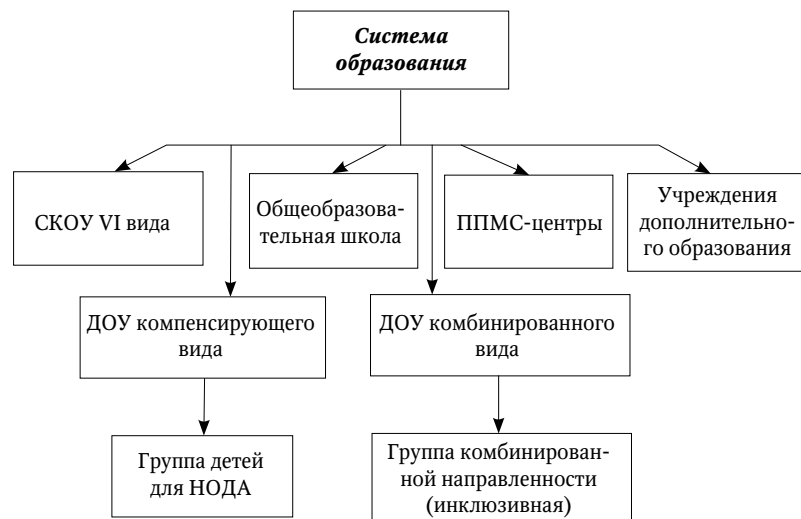 Система
образования
СКОУ VI вида
Общеобразова-
тельная школа
ППМС-центры
Учреждения
дополнительно-
го образования
ДОУ компенсирующего
вида
ДОУ комбинированного
вида
Группа детей
для НОДА
Группа комбинирован-
ной направленности
(инклюзивная)